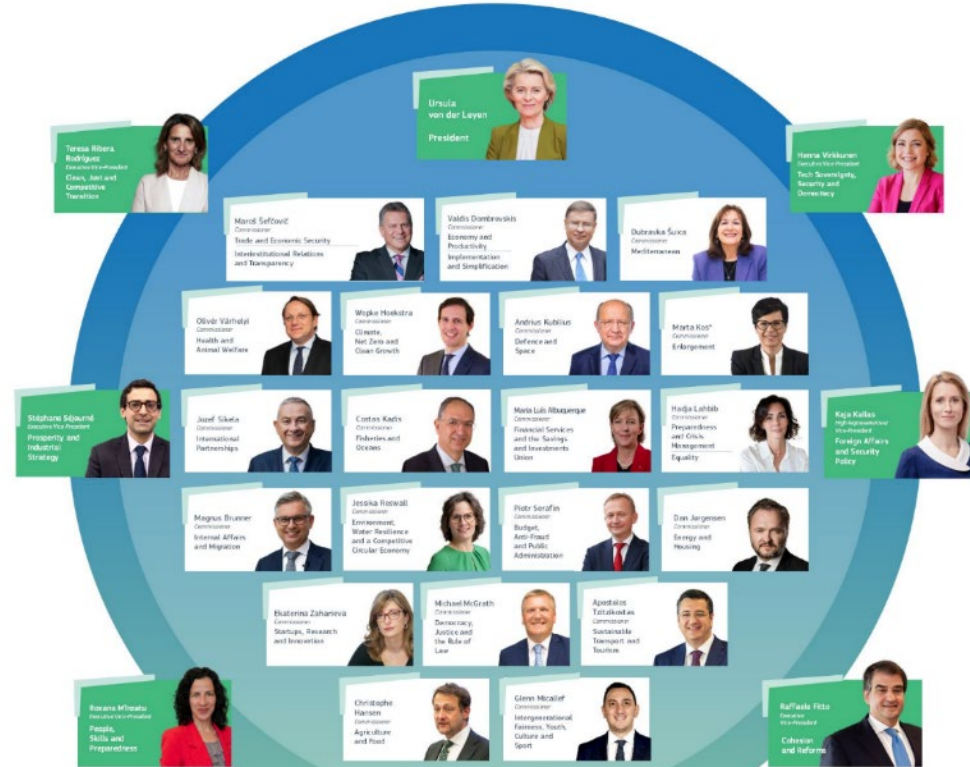 Ursula
von der Leyen
President
Teresa Ribera
Rodríguez
Executive Vice-President
Clean, Just and
Competitive
Transition
Henna Virkkunen
Executive Vice-President
Tech Sovereignty,
Security and
Democracy
Maroš Šefčovič
Commissioner
Trade and Economic Security
Interinstitutional Relations
and Transparency
Valdis Dombrovskis
Commissioner
Economy and
Productivity
Implementation
and Simplification
Dubravka Šuica
Commissioner
Mediterranean
Olivér Várhelyi
Commissioner
Health and
Animal Welfare
Wopke Hoekstra
Commissioner
Climate,
Net Zero and
Clean Growth
Andrius Kubilius
Commissioner
Defence and
Space
Marta Kos*
Commissioner
Enlargement
Stéphane Séjourné
Executive Vice-President
Prosperity and
Industrial
Strategy
Jozef Síkela
Commissioner
International
Partnerships
Costas Kadis
Commissioner
Fisheries and
Oceans
Maria Luís Albuquerque
Commissioner
Financial Services
and the Savings
and Investments
Union
Hadja Lahbib
Commissioner
Preparedness
and Crisis
Management
Equality
Kaja Kallas
High Representative/
Vice-President
Foreign Affairs
and Security
Policy
Magnus Brunner
Commissioner
Internal Affairs
and Migration
Jessika Roswall
Commissioner
Environment,
Water Resilience
and a Competitive
Circular Economy
Piotr Serafin
Commissioner
Budget,
Anti-Fraud
and Public
Administration
Dan Jørgensen
Commissioner
Energy and
Housing
Ekaterina Zaharieva
Commissioner
Startups, Research
and Innovation
Michael McGrath
Commissioner
Democracy,
Justice and
the Rule of
Law
Apostolos
Tzitzikostas
Commissioner
Sustainable
Transport and
Tourism
Roxana Mînzatu
Executive Vice-President
People,
Skills and
Preparedness
Christophe
Hansen
Commissioner
Agriculture
and Food
Glenn Micallef
Commissioner
Intergenerational
Fairness, Youth,
Culture and
Sport
Raffaele Fitto
Executive
Vice-President
Cohesion
and Reforms